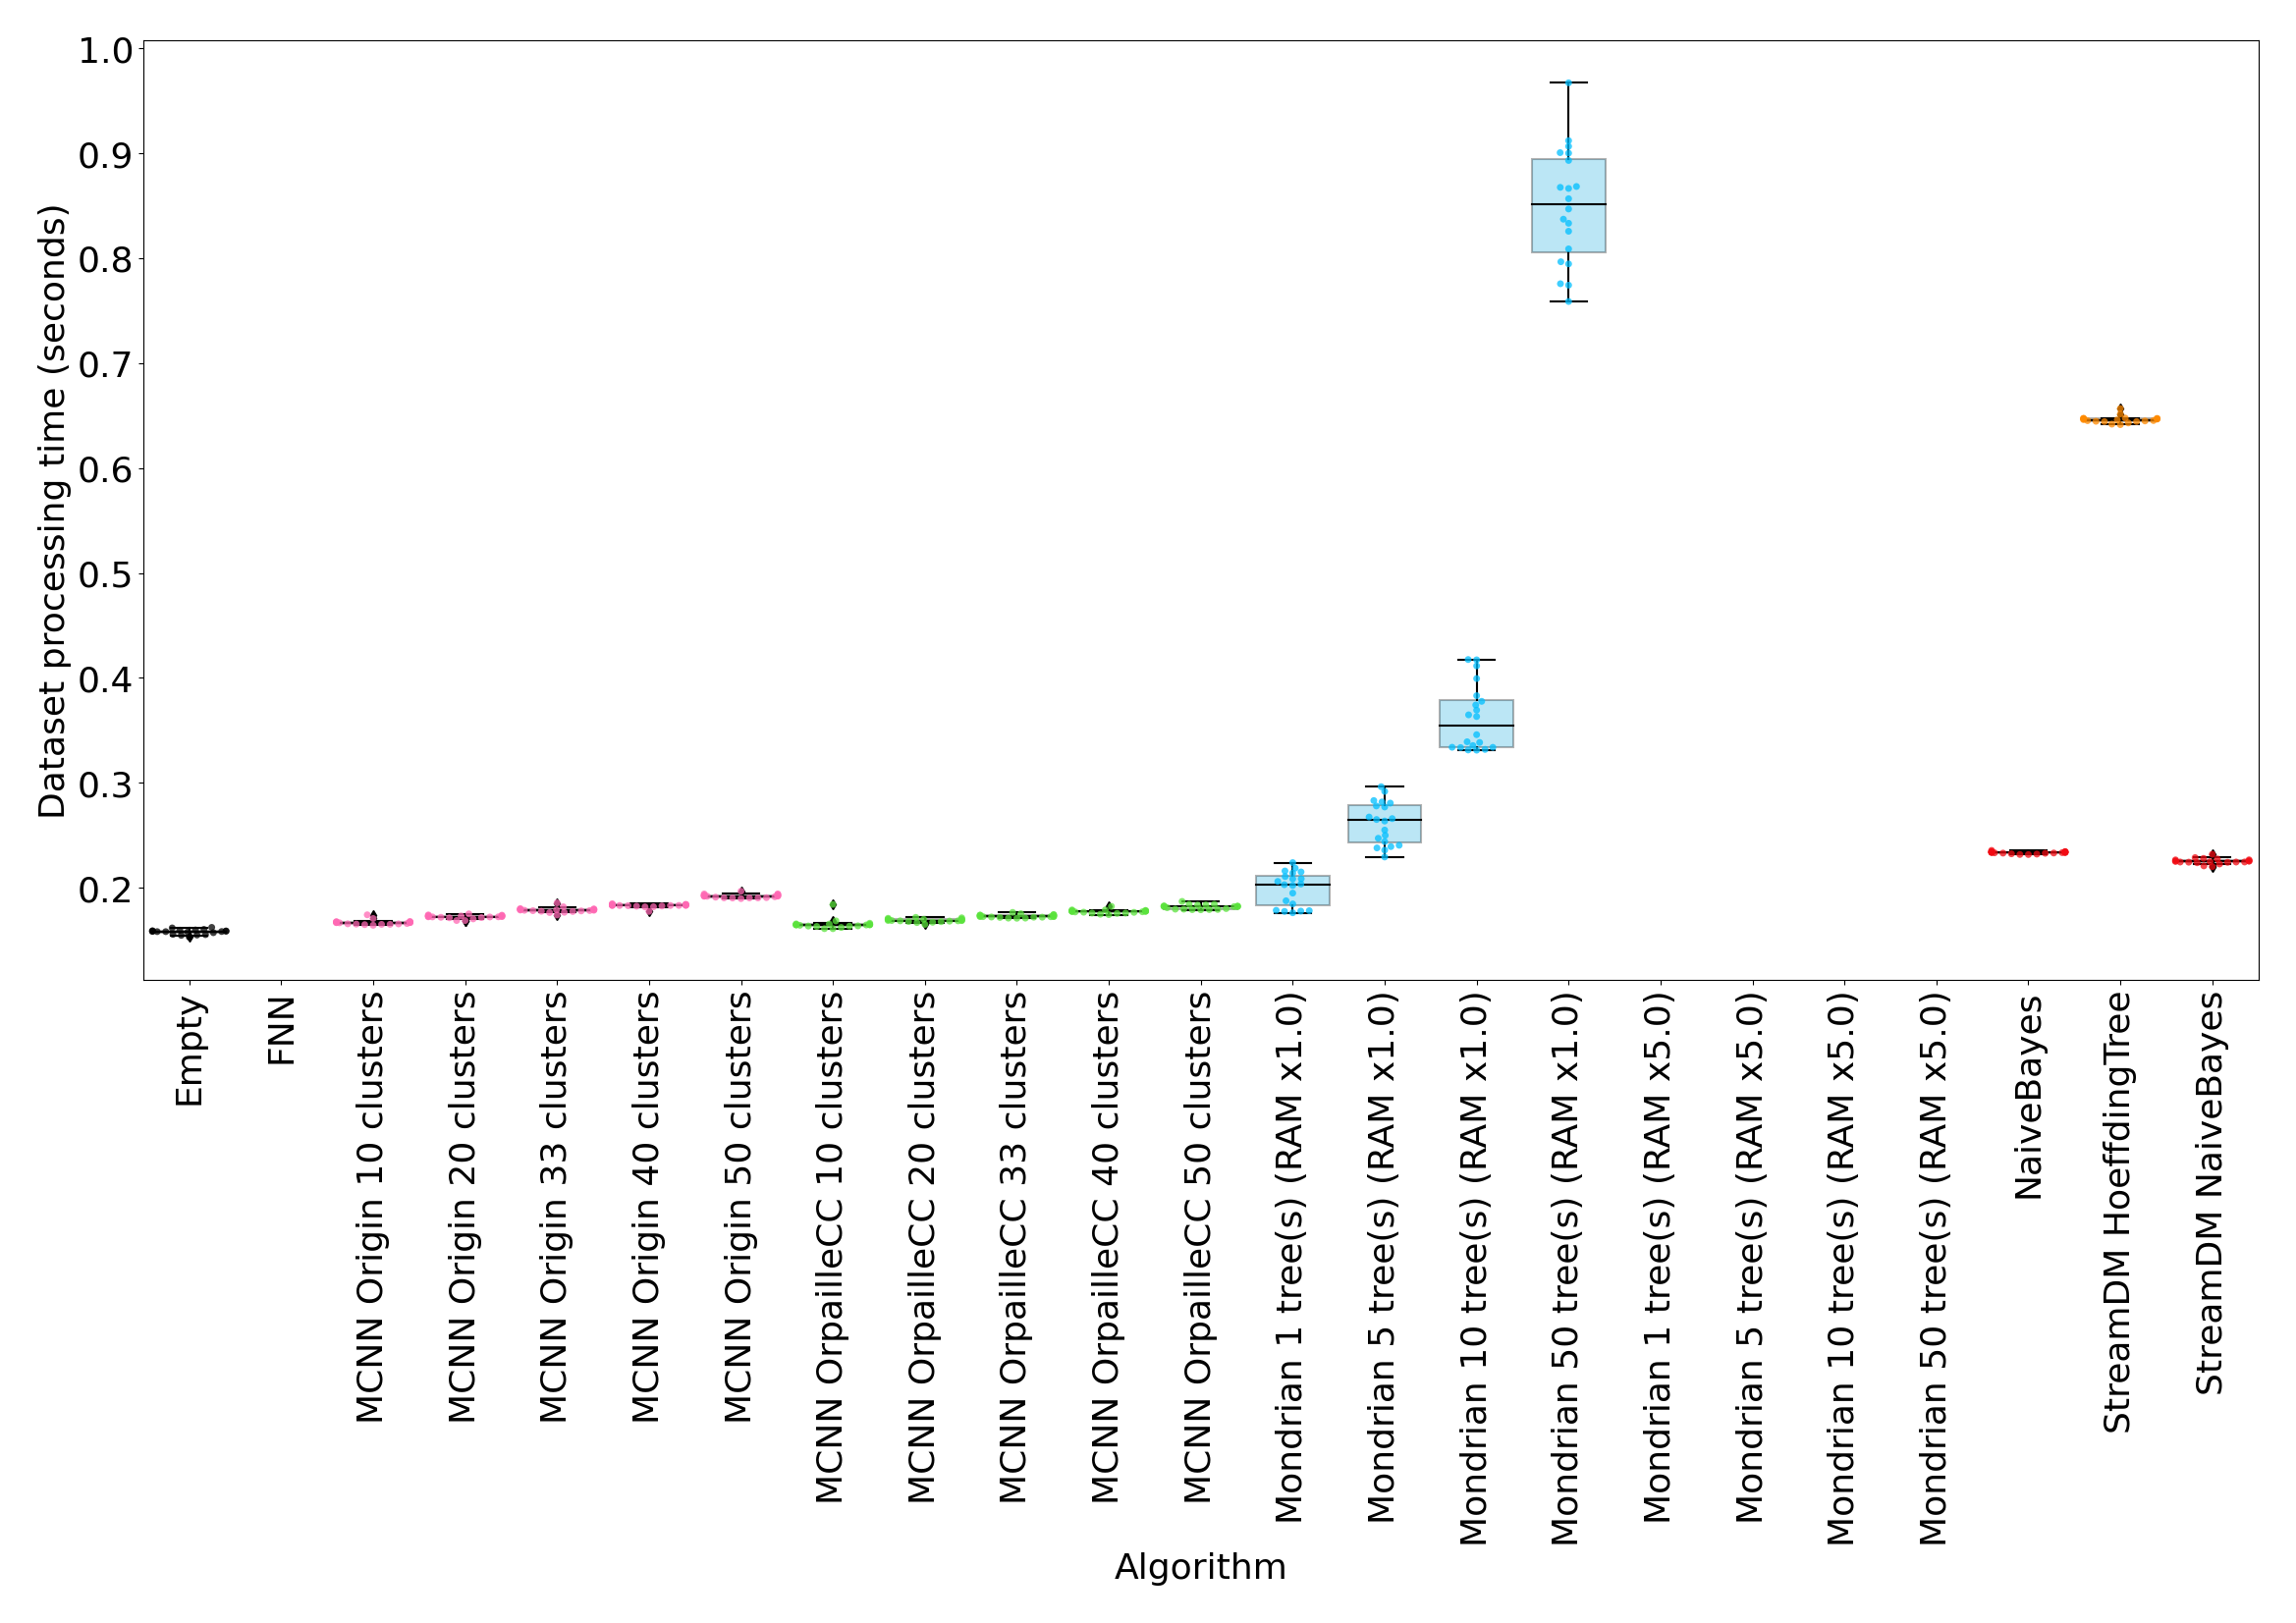 Dataset processing time (seconds)
1.0
0.9
0.8
0.7
0.6
0.5
0.4
0.3
0.2
Empty
FNN
MCNN Origin 10 clusters
MCNN Origin 20 clusters
MCNN Origin 33 clusters
MCNN Origin 40 clusters
MCNN Origin 50 clusters
MCNN OrpailleCC 10 clusters
MCNN OrpailleCC 20 clusters
MCNN OrpailleCC 33 clusters
MCNN OrpailleCC 40 clusters
MCNN OrpailleCC 50 clusters
Mondrian 1 tree(s) (RAM x1.0)
Mondrian 5 tree(s) (RAM x1.0)
Mondrian 10 tree(s) (RAM x1.0)
Mondrian 50 tree(s) (RAM x1.0)
Mondrian 1 tree(s) (RAM x5.0)
Mondrian 5 tree(s) (RAM x5.0)
Mondrian 10 tree(s) (RAM x5.0)
Mondrian 50 tree(s) (RAM x5.0)
NaiveBayes
StreamDM HoeffdingTree
StreamDM NaiveBayes
Algorithm